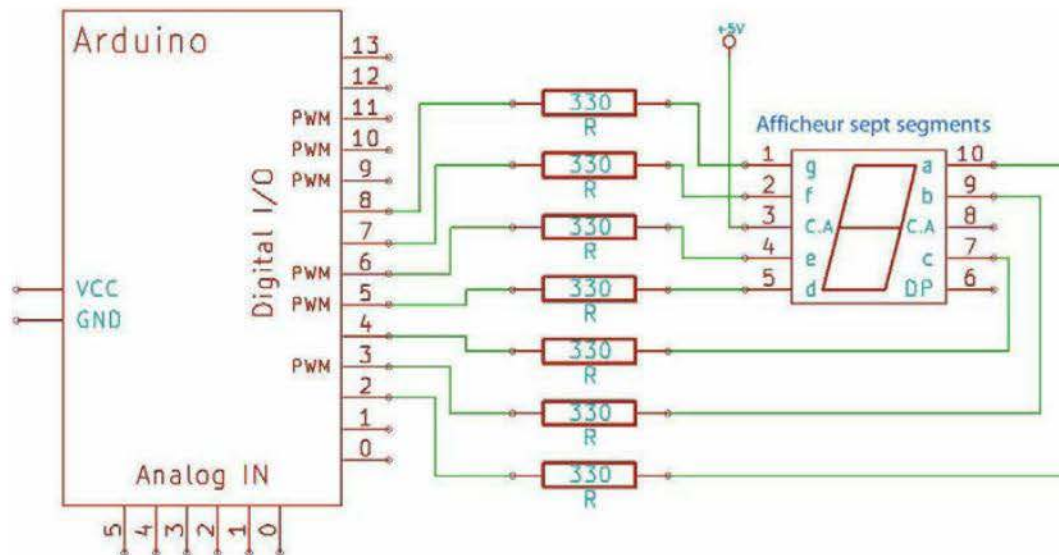 Arduino
13
12
PWM 11
PWM 10
PWM 9
8
7
PWM 6
PWM 5
4
PWM 3
2
1
0
Digital I/O
VCC
GND
Analog IN
5 4 3 2 1 0
330
R
330
R
330
R
330
R
330
R
330
R
330
R
+5V
Afficheur sept segments
1 g a 10
2 f b 9
3 C.A C.A 8
4 e c 7
5 d DP 6